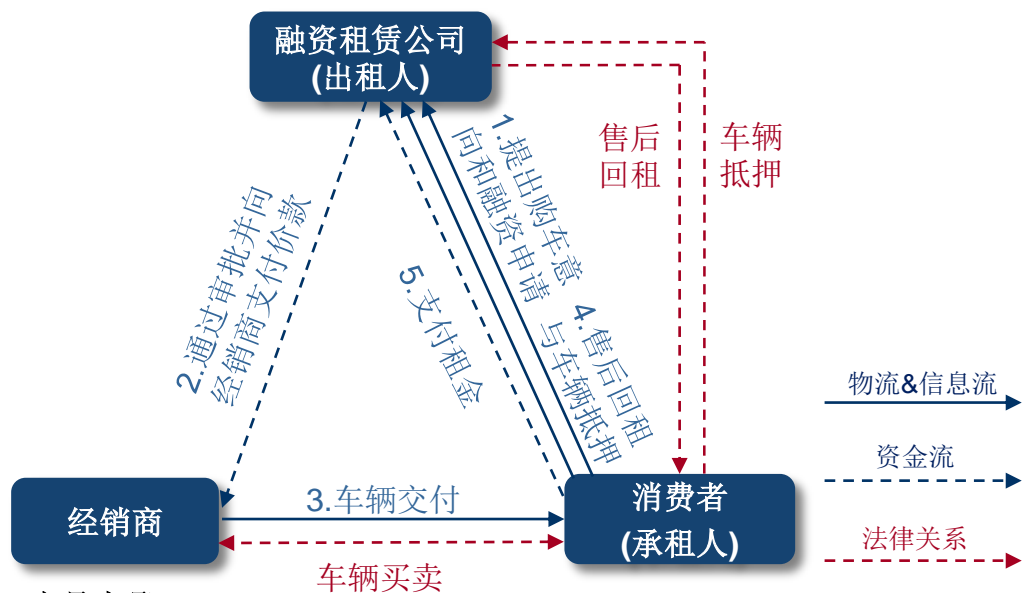 融资租赁公司
(出租人)
售后
回租
车辆
抵押
1.提出购车意
向和融资申请
2.通过审批并向
经销商支付价款
5.支付租金
4.售后回租
与车辆抵押
物流&信息流
资金流
法律关系
经销商
3.车辆交付
消费者
(承租人)
车辆买卖